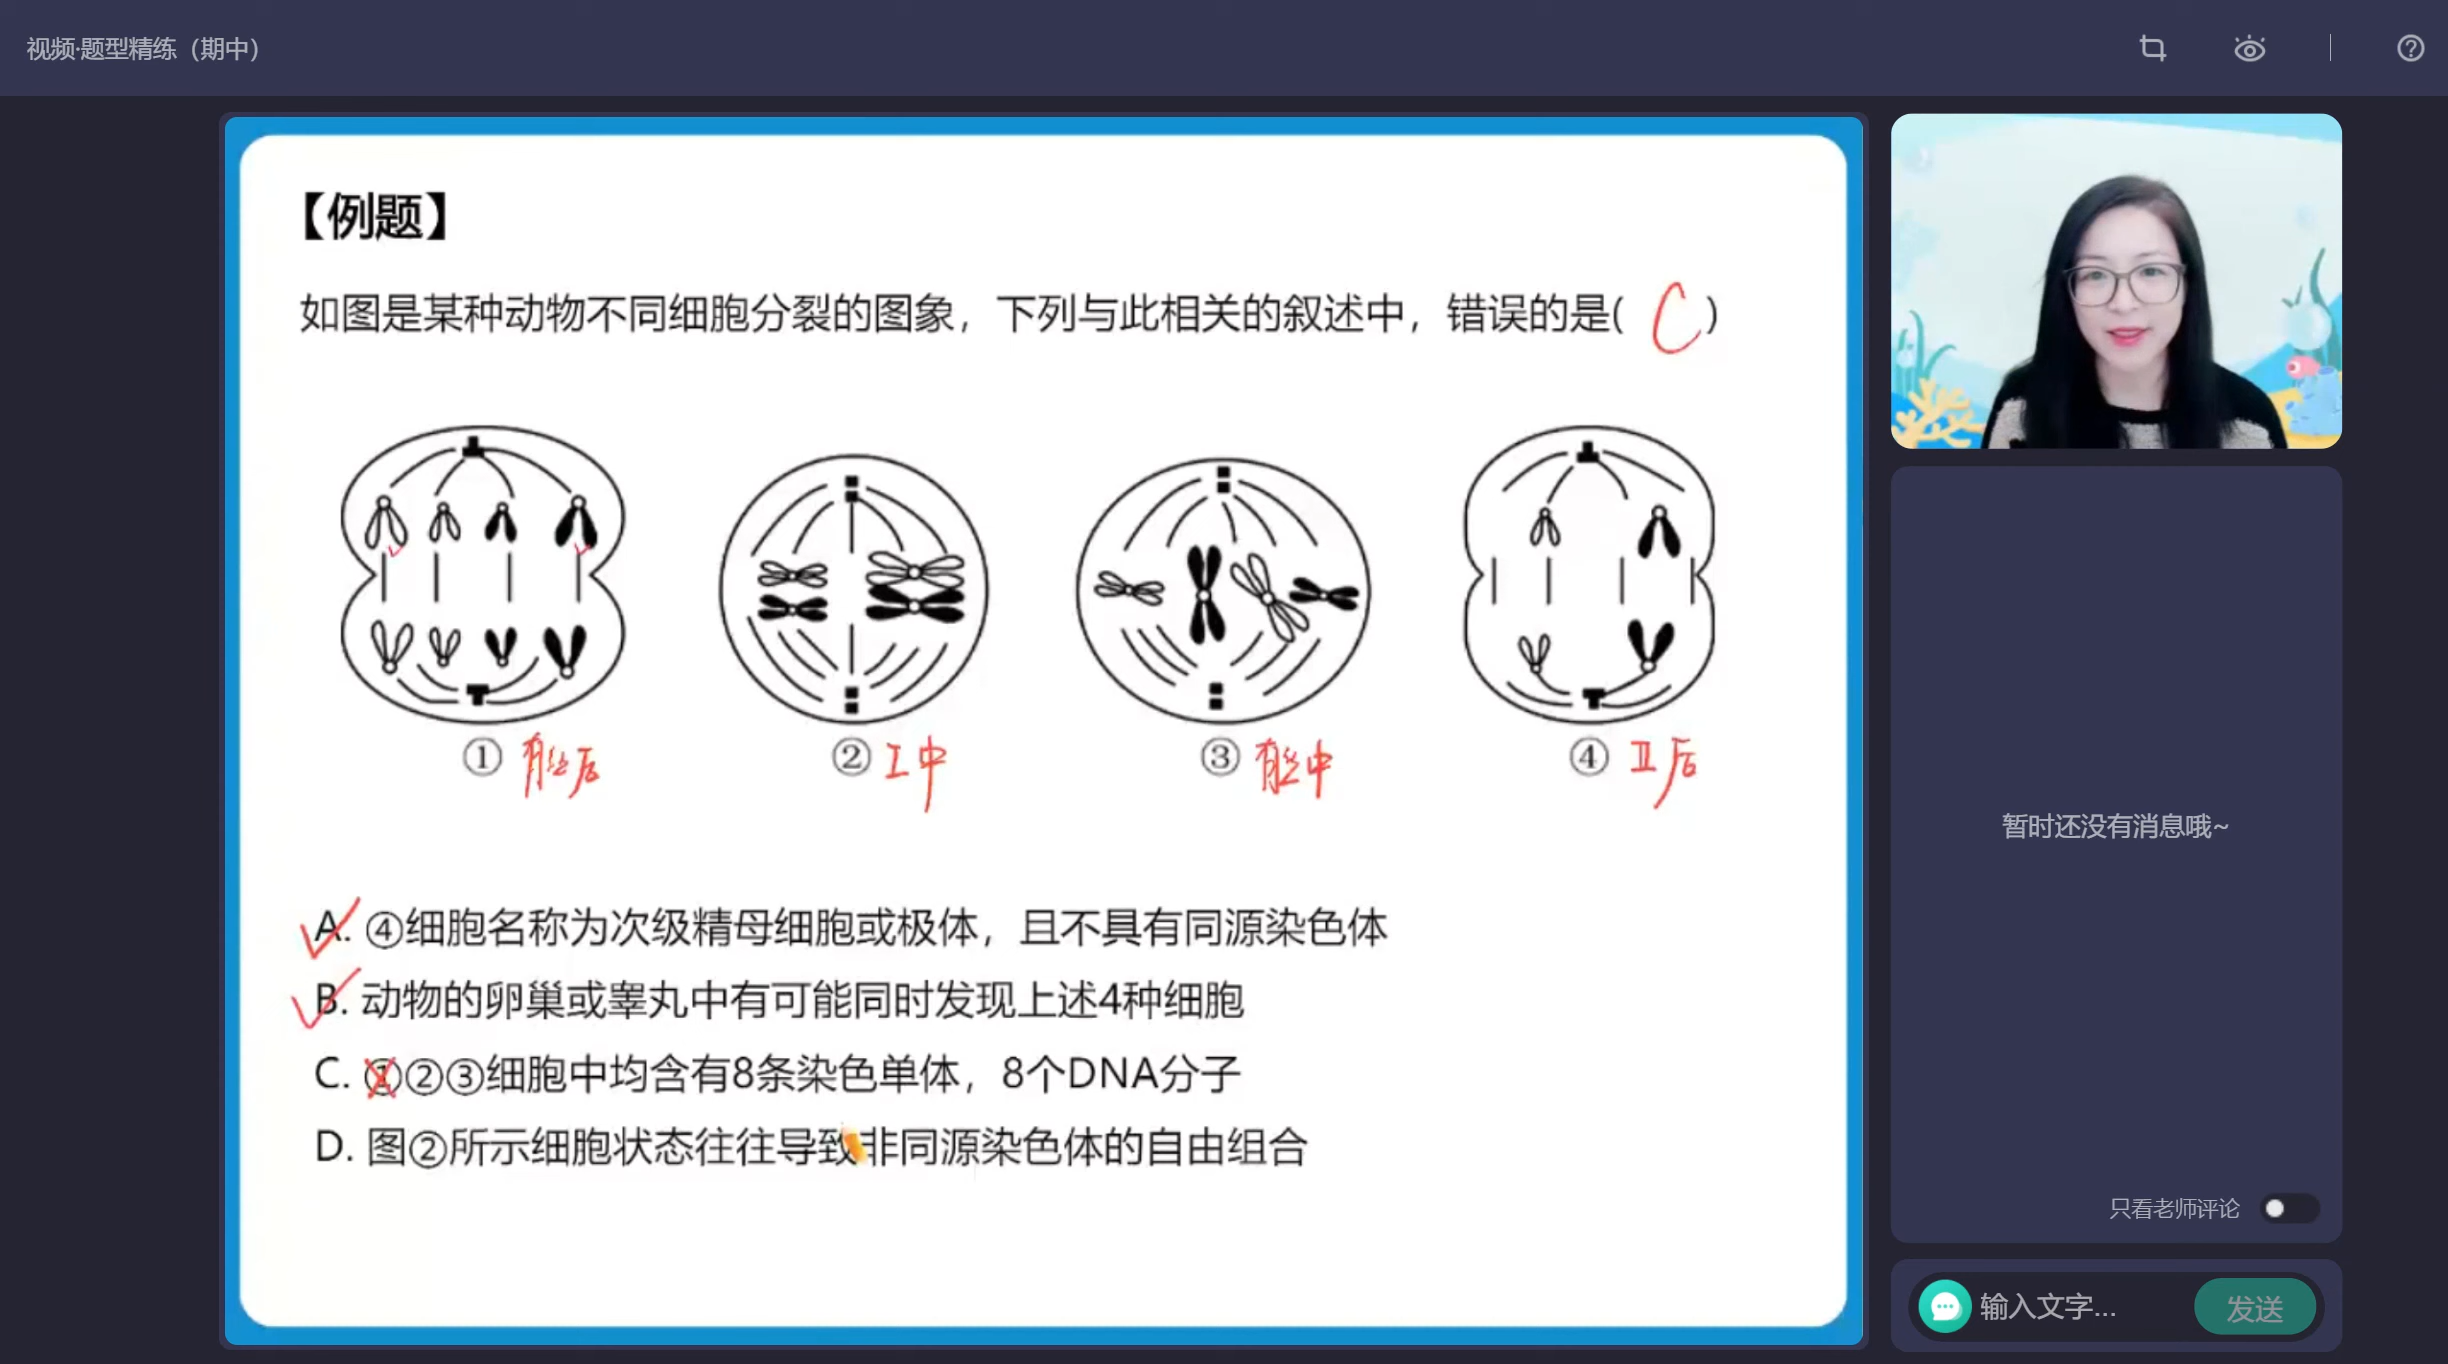 视频·题型精练（期中）
【例题】
如图是某种动物不同细胞分裂的图象，下列与此相关的叙述中，错误的是( C )
① 有丝后
② I中
③ 有丝中
④ II后
A. ④细胞名称为次级精母细胞或极体，且不具有同源染色体
B. 动物的卵巢或睾丸中有可能同时发现上述4种细胞
C. ①②③细胞中均含有8条染色单体，8个DNA分子
D. 图②所示细胞状态往往导致非同源染色体的自由组合
暂时还没有消息哦~
只看老师评论
输入文字...
发送